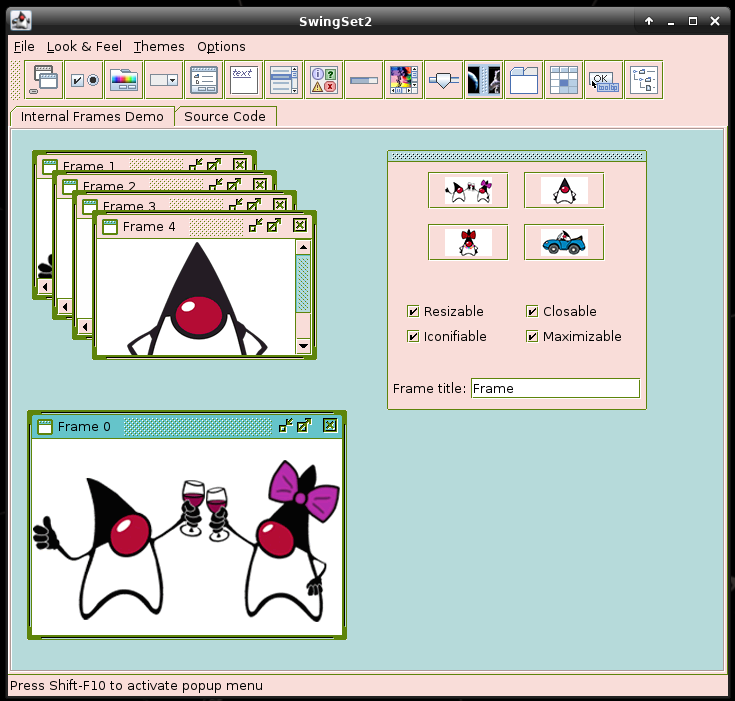 SwingSet2
File Look & Feel Themes Options
text
OK
tooltip
Internal Frames Demo Source Code
Frame 1
Frame 2
Frame 3
Frame 4
Resizable Closable
Iconifiable Maximizable
Frame title: Frame
Frame 0
Press Shift-F10 to activate popup menu